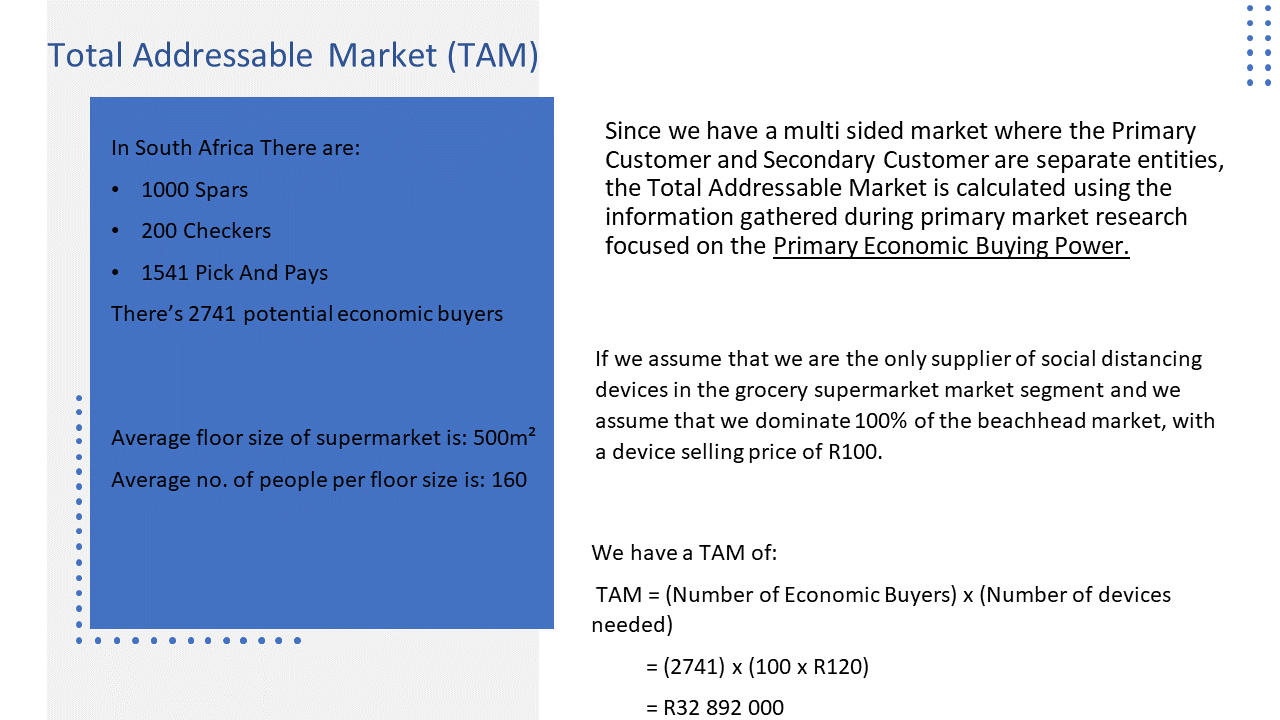 Total Addressable Market (TAM)
In South Africa There are:
• 1000 Spars
• 200 Checkers
• 1541 Pick And Pays
There’s 2741 potential economic buyers
Average floor size of supermarket is: 500m²
Average no. of people per floor size is: 160
Since we have a multi sided market where the Primary
Customer and Secondary Customer are separate entities,
the Total Addressable Market is calculated using the
information gathered during primary market research
focused on the Primary Economic Buying Power.
If we assume that we are the only supplier of social distancing
devices in the grocery supermarket market segment and we
assume that we dominate 100% of the beachhead market, with
a device selling price of R100.
We have a TAM of:
TAM = (Number of Economic Buyers) x (Number of devices
needed)
= (2741) x (100 x R120)
= R32 892 000